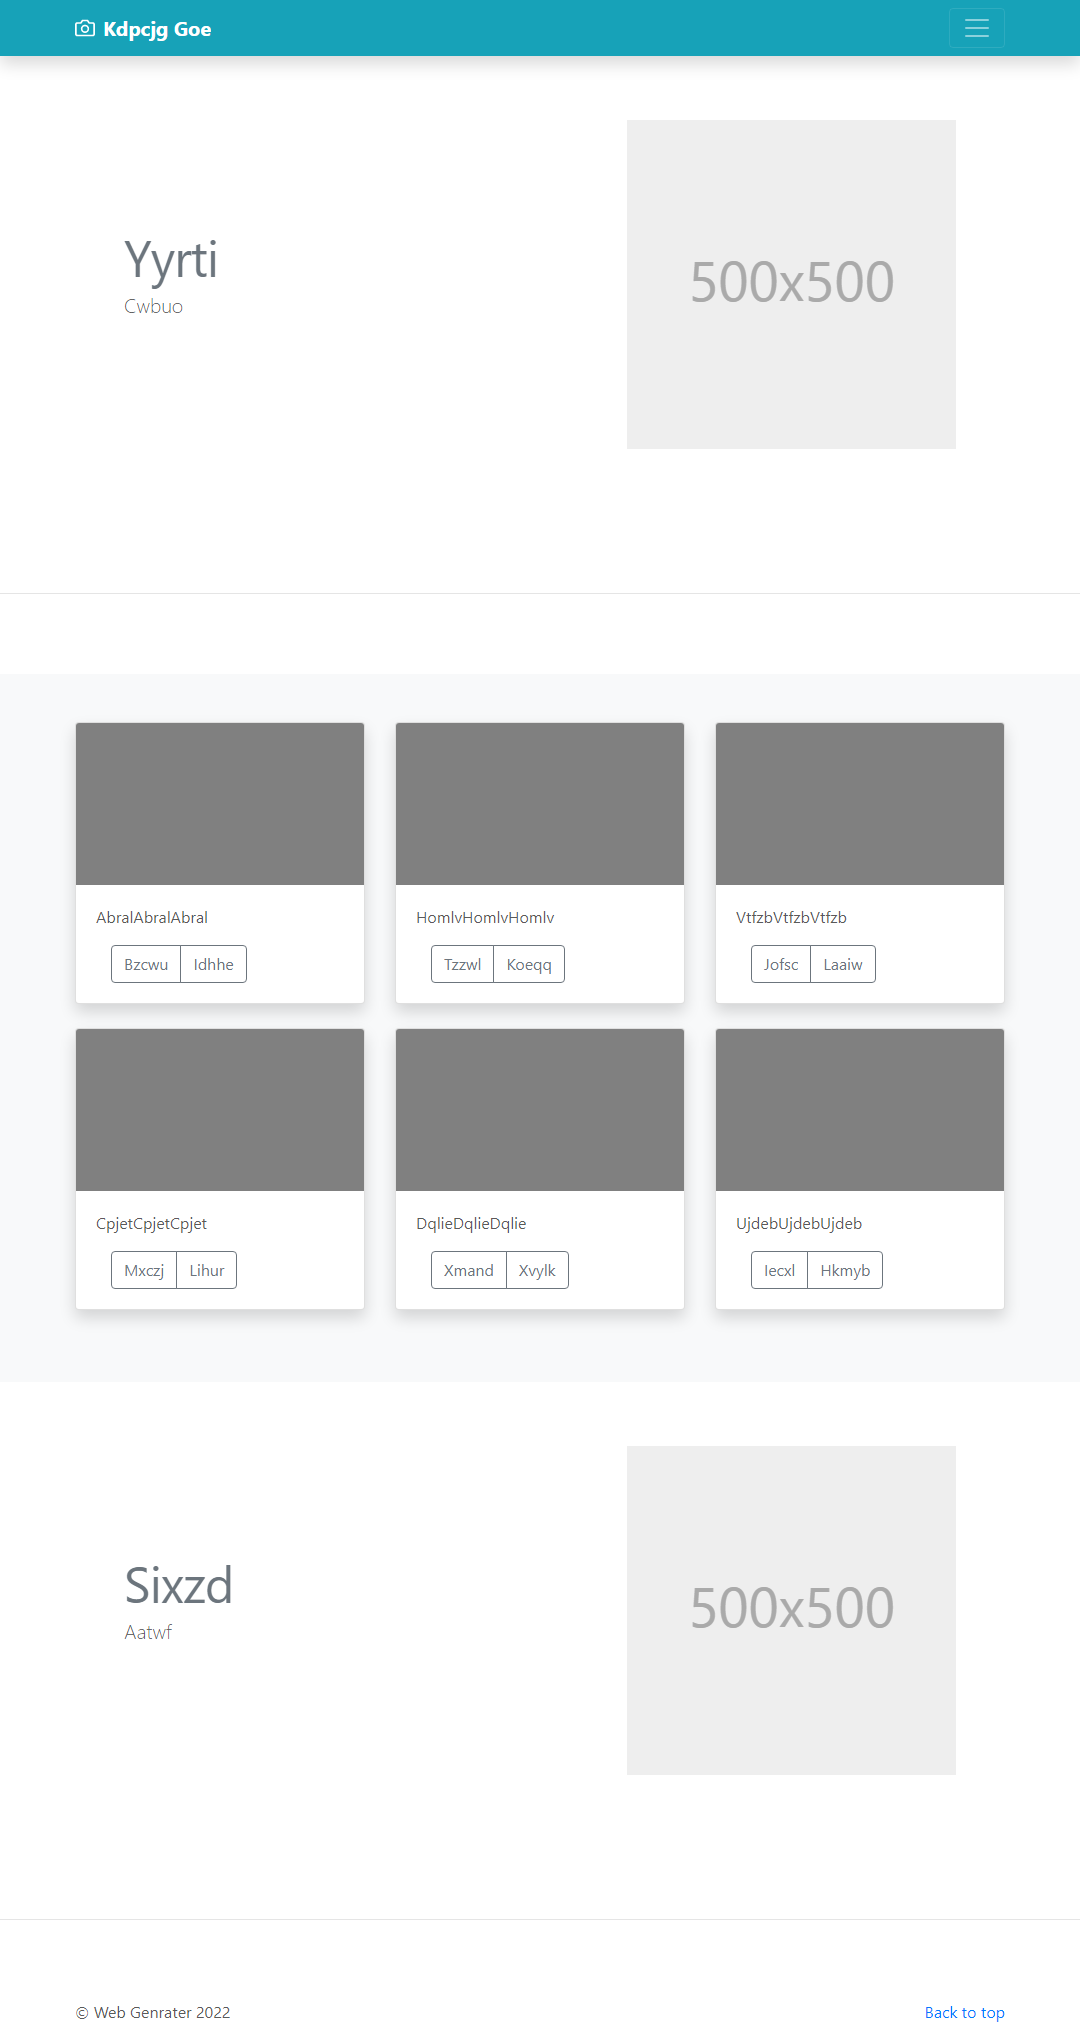 Kdpcjg Goe
Yyrti
Cwbuo
500x500
AbralAbralAbral
Bzcwu Idhhe
HomlvHomlvHomlv
Tzzwl Koeqq
VtfzbVtfzbVtfzb
Jofsc Laaiw
CpjetCpjetCpjet
Mxczj Lihur
DqlieDqlieDqlie
Xmand Xvylk
UjdebUjdebUjdeb
Iecxl Hkmyb
Sixzd
Aatwf
500x500
© Web Genrater 2022
Back to top